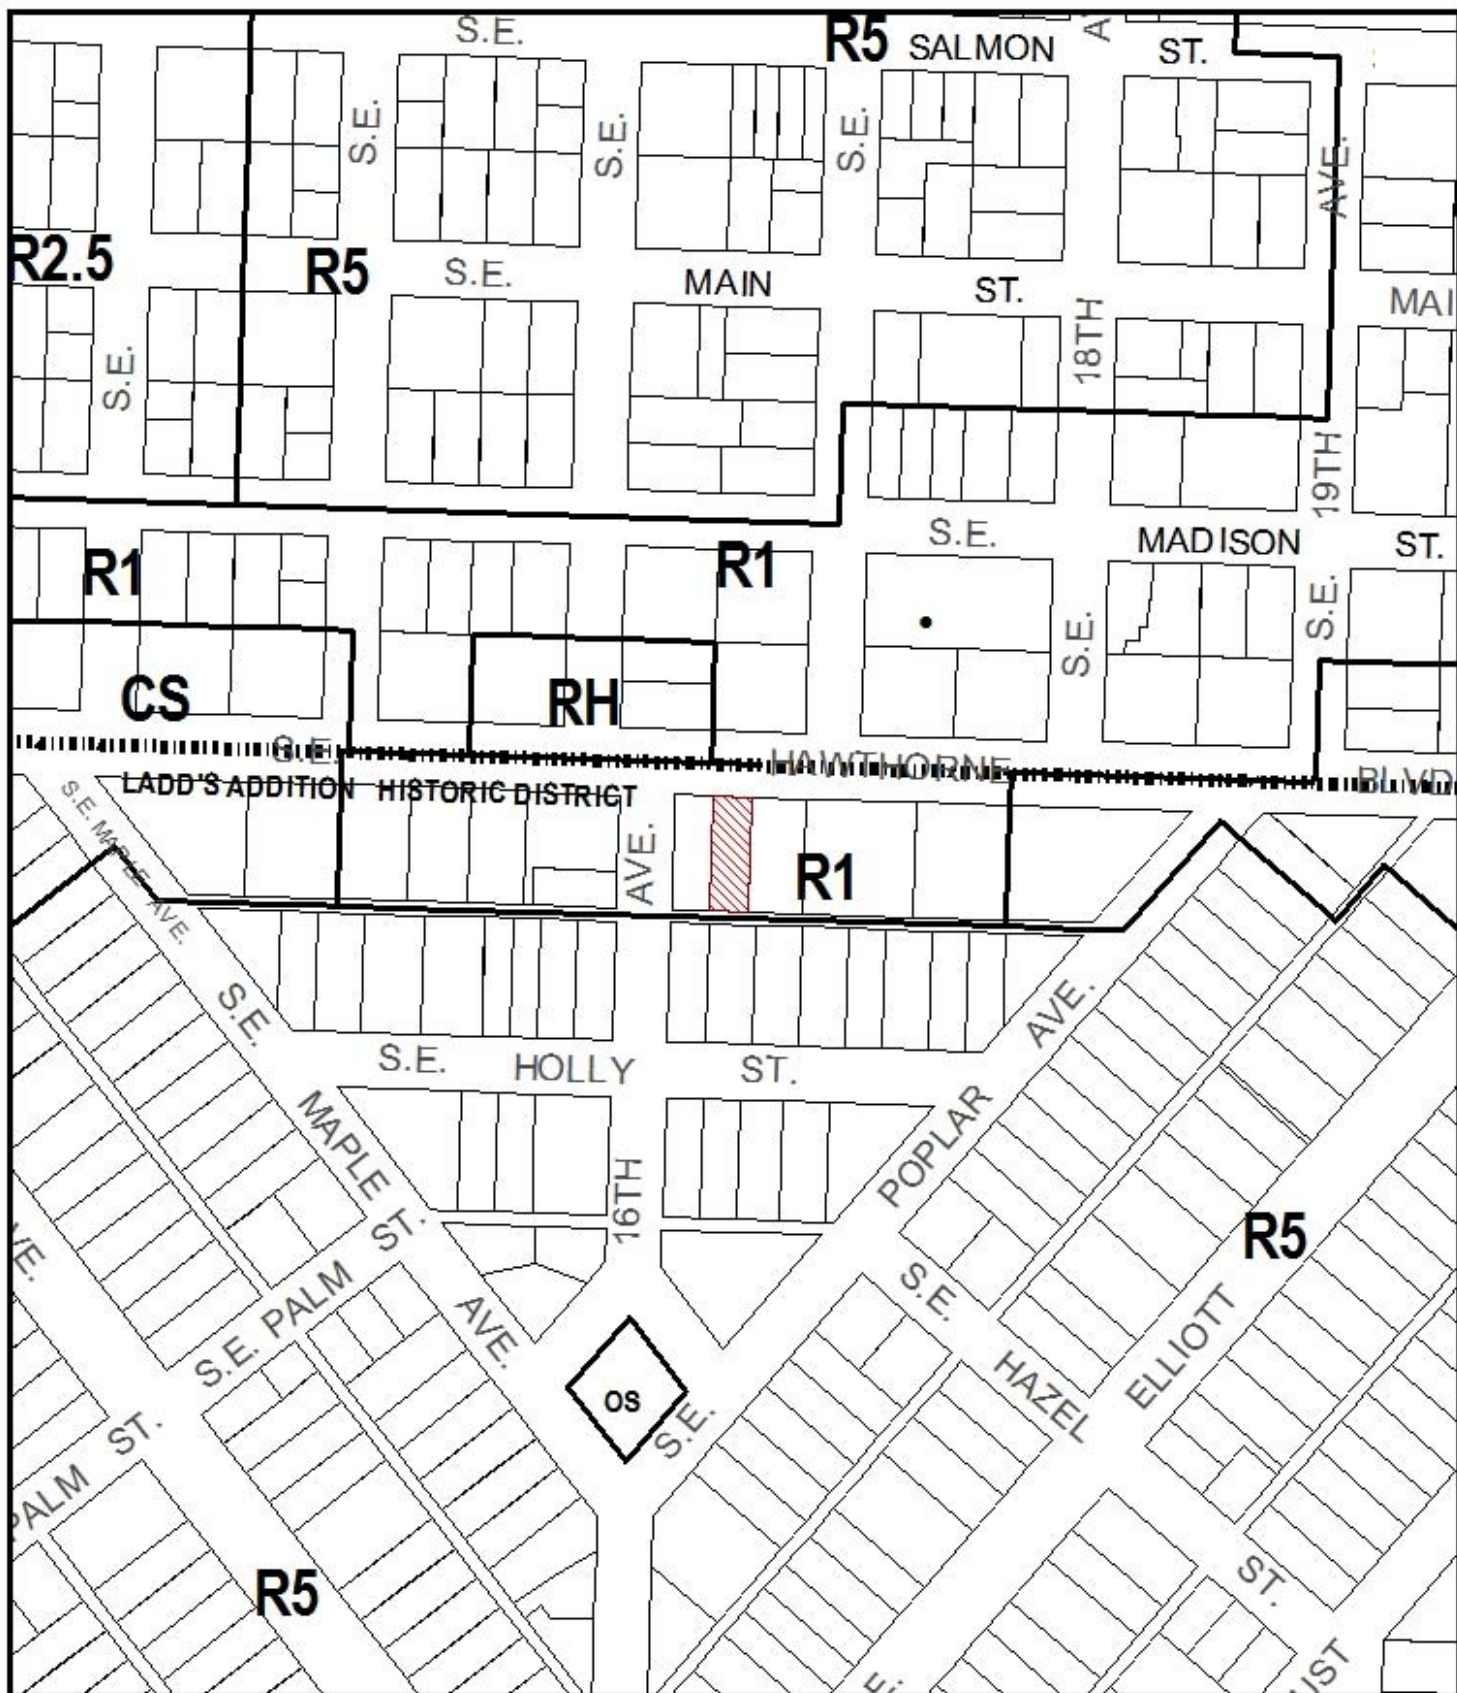 S.E.
R5
SALMON
ST.
S.E.
S.E.
S.E.
AVE.
R2.5
R5
S.E.
MAIN
ST.
MAI
18TH
S.E.
19TH
S.E.
MADISON
ST.
R1
R1
S.E.
S.E.
CS
RH
S.E.
HAWTHORNE
BLVD
LADD'S ADDITION HISTORIC DISTRICT
S.E. MAPLE AVE.
AVE.
R1
S.E.
AVE.
S.E.
HOLLY
ST.
MAPLE
POPLAR
16TH
ST.
R5
VE.
S.E. PALM
AVE.
S.E.
ELLIOTT
HAZEL
OS
S.E.
ST.
PALM
R5
ST.
UST